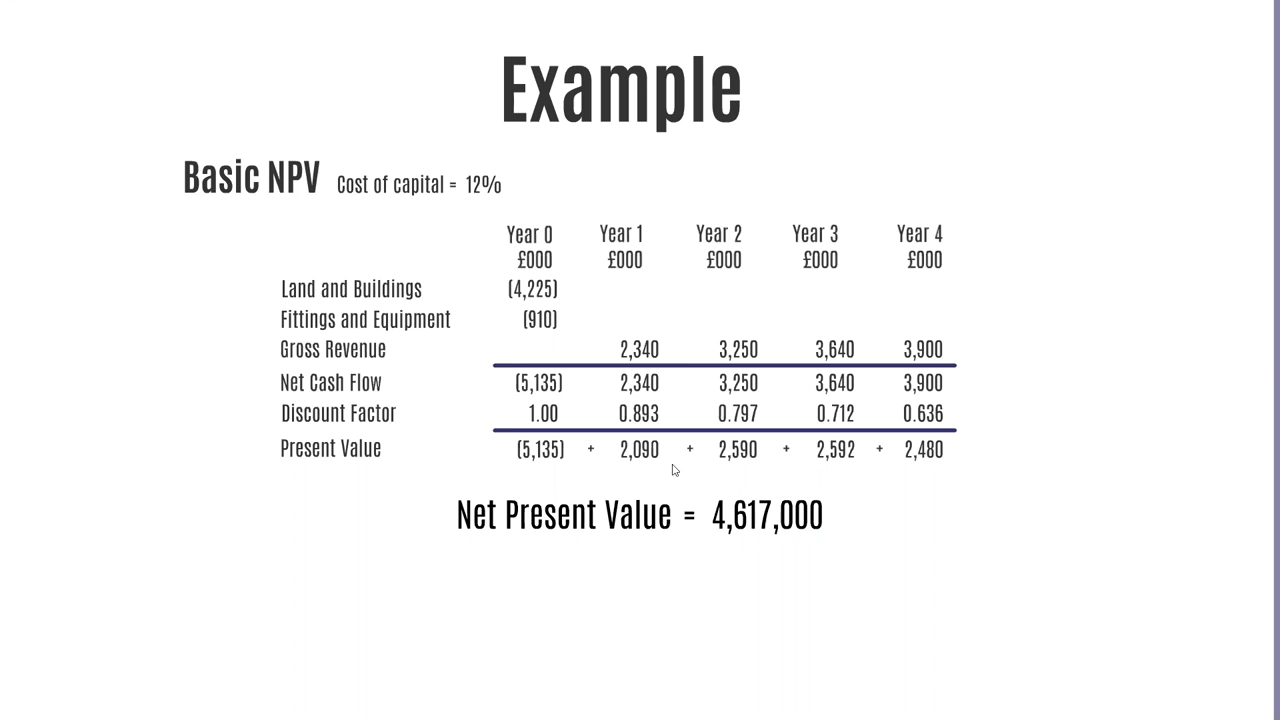 Example
Basic NPV Cost of capital = 12%
Year 0 Year 1 Year 2 Year 3 Year 4
£000 £000 £000 £000 £000
Land and Buildings (4,225)
Fittings and Equipment (910)
Gross Revenue 2,340 3,250 3,640 3,900
Net Cash Flow (5,135) 2,340 3,250 3,640 3,900
Discount Factor 1.00 0.893 0.797 0.712 0.636
Present Value (5,135) + 2,090 + 2,590 + 2,592 + 2,480
Net Present Value = 4,617,000